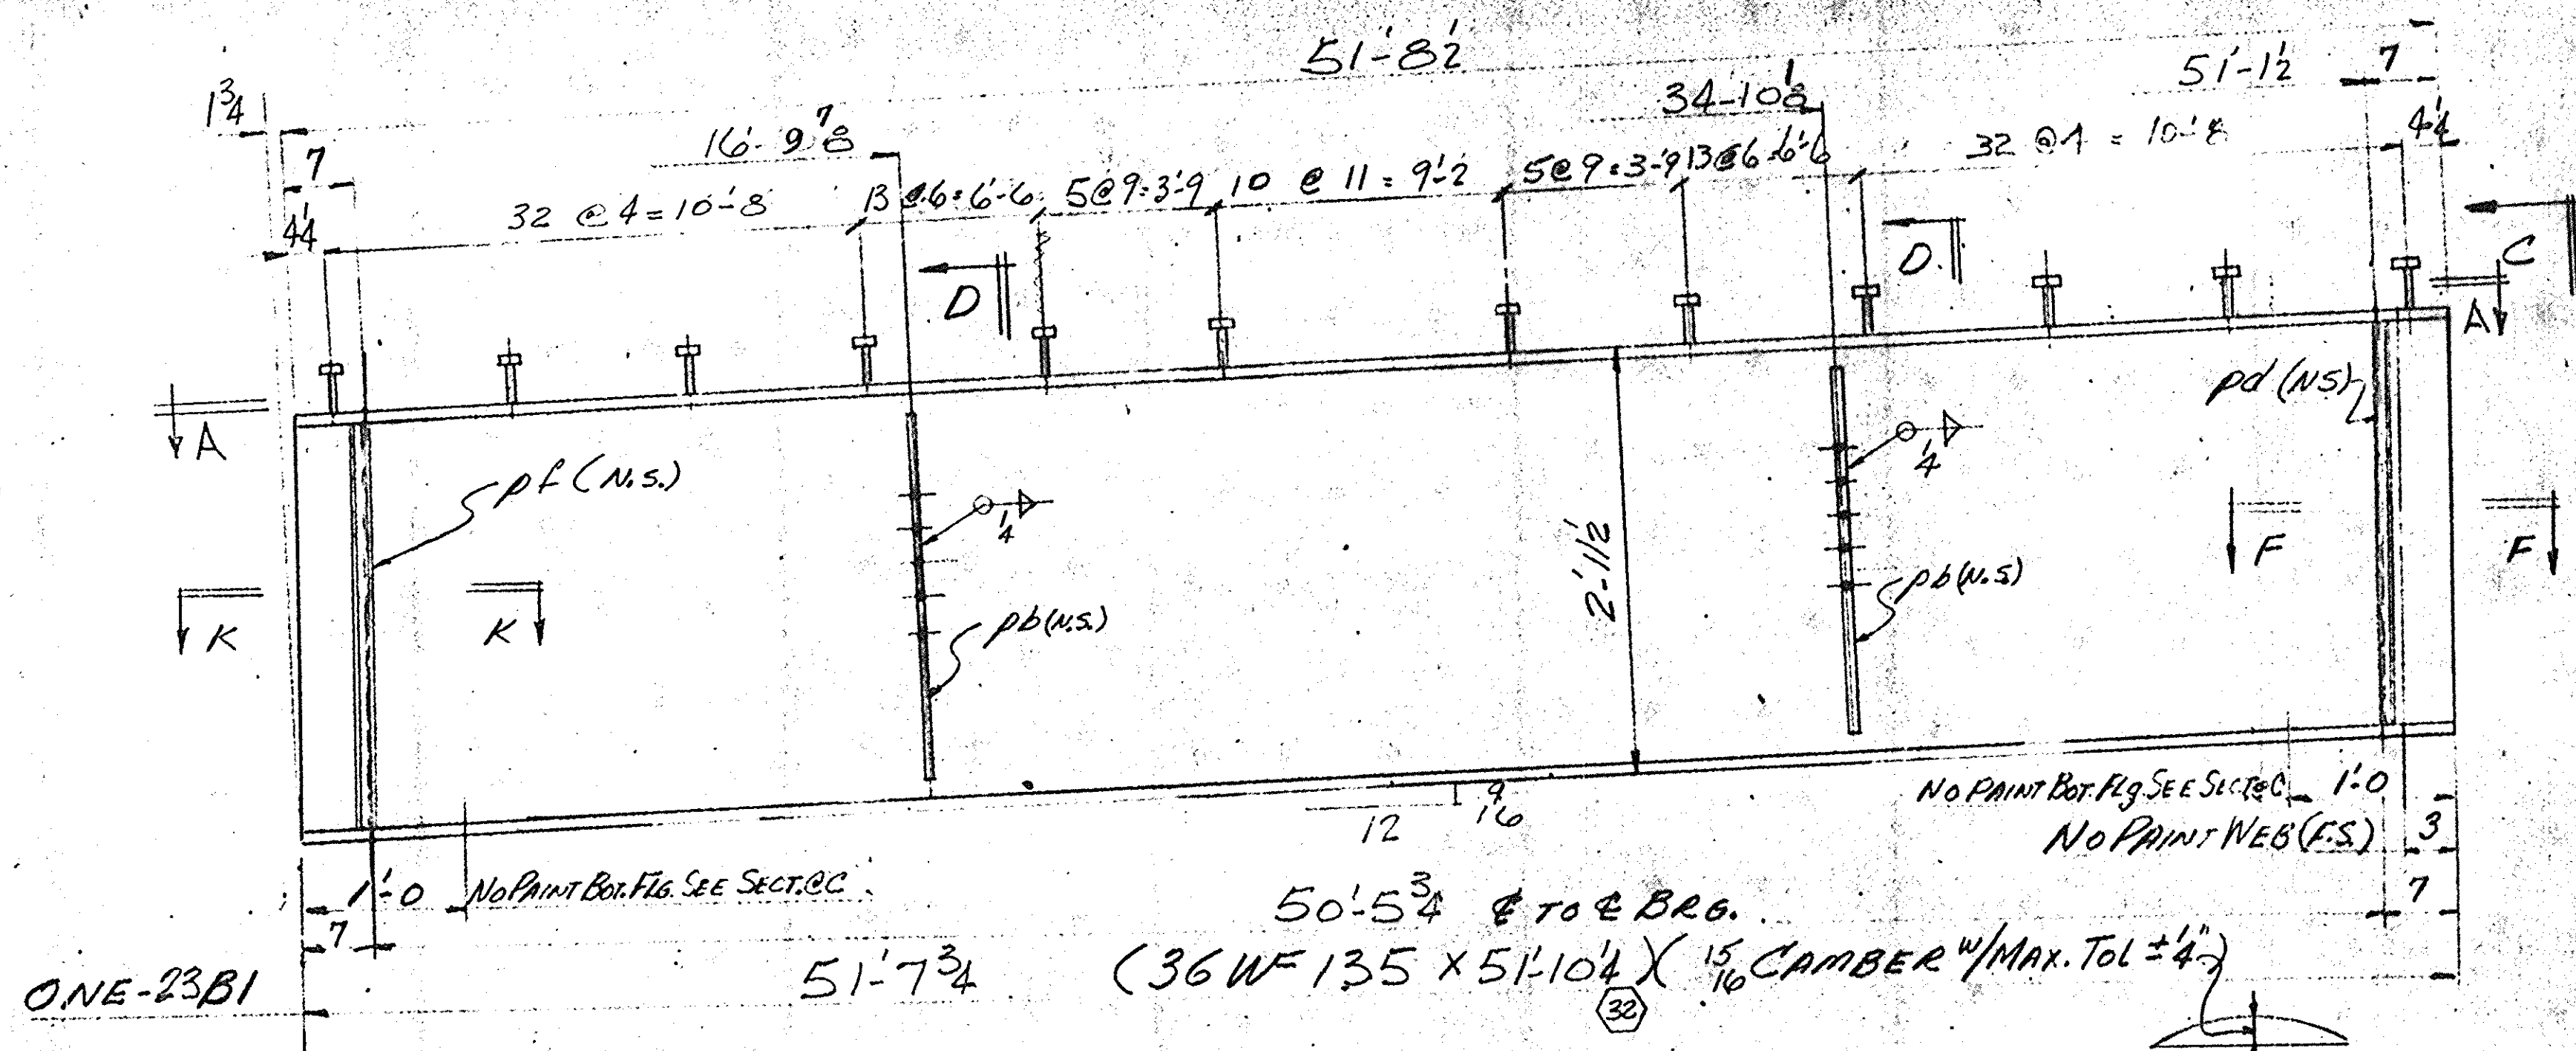 51'-8½
1¾
34-10⅛
51'-1½
7
16'-9⅞
4¼
7
32 @ 4 = 10'-8
13 @ 6 = 6'-6
5 @ 9 = 3'-9
10 @ 11 = 9'-2
5 @ 9 = 3'-9
13 @ 6 = 6'-6
32 @ 4 = 10'-8
4¼
D
D
C
A
A
pd (NS)
pf (N.S.)
¼
¼
2'-11½
K
K
pb (N.S.)
pb (N.S)
F
F
9/16
12
NO PAINT BOT. FLG. SEE SECT. @ C
1'-0
NO PAINT WEB (F.S.)
3
1'-0
NO PAINT BOT. FLG. SEE SECT. @ C
7
7
50'-5¾ ℄ TO ℄ BRG.
ONE-23B1
51'-7¾
(36 WF 135 x 51'-10¼) (15/16 CAMBER W/MAX. TOL ± ¼")
32